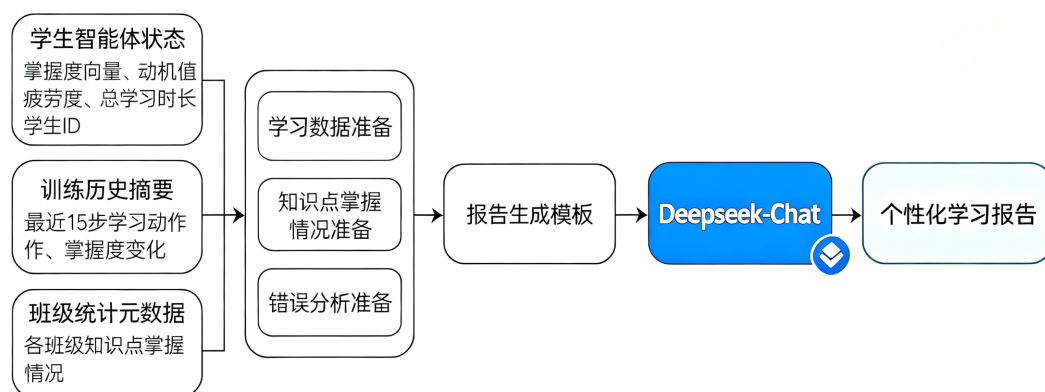 学生智能体状态
掌握度向量、动机值
疲劳度、总学习时长
学生ID
训练历史摘要
最近15步学习动作
作、掌握度变化
班级统计元数据
各班级知识点掌握
情况
学习数据准备
知识点掌握
情况准备
错误分析准备
报告生成模板
Deepseek-Chat
个性化学习报告